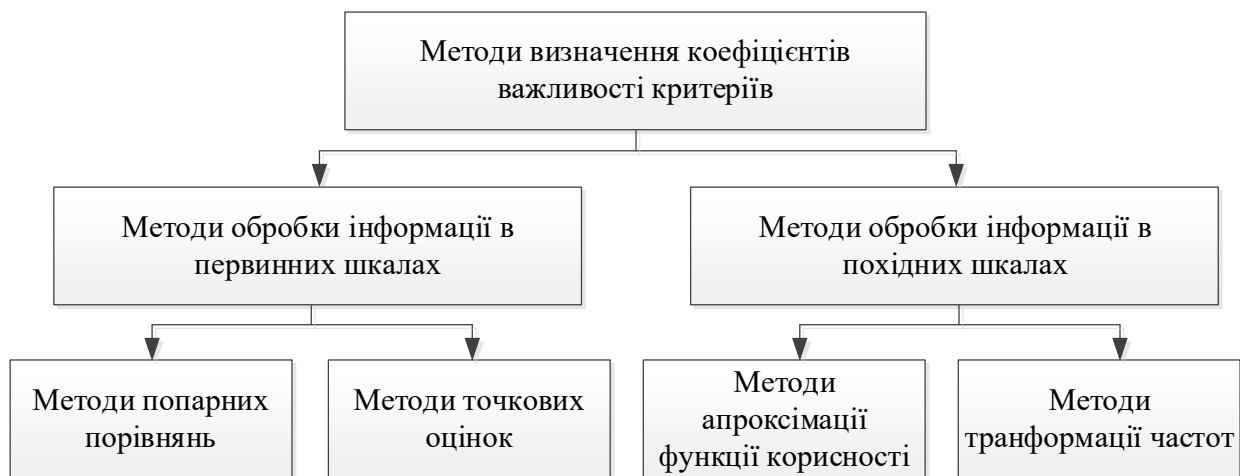 Методи визначення коефіцієнтів
важливості критеріїв
Методи обробки інформації в
первинних шкалах
Методи обробки інформації в
похідних шкалах
Методи попарних
порівнянь
Методи точкових
оцінок
Методи
апроксімації
функції корисності
Методи
транформації частот